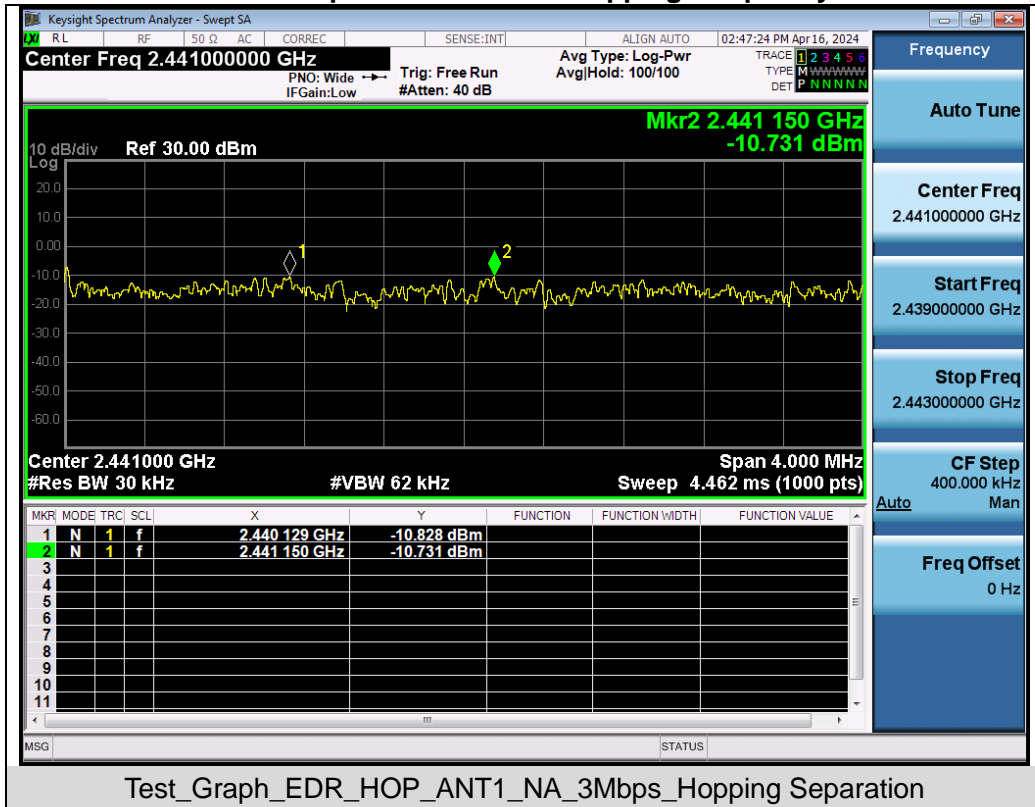 Keysight Spectrum Analyzer - Swept SA
LXI RL RF 50 Ω AC CORREC SENSE:INT ALIGN AUTO 02:47:24 PM Apr 16, 2024
Center Freq 2.441000000 GHz
PNO: Wide
IFGain:Low
Trig: Free Run
#Atten: 40 dB
Avg Type: Log-Pwr
Avg|Hold: 100/100
TRACE 1 2 3 4 5 6
TYPE M WWWWW
DET P N N N N N
Mkr2 2.441 150 GHz
-10.731 dBm
10 dB/div Ref 30.00 dBm
Log
20.0
10.0
0.00
-10.0
-20.0
-30.0
-40.0
-50.0
-60.0
1
2
Center 2.441000 GHz Span 4.000 MHz
#Res BW 30 kHz #VBW 62 kHz Sweep 4.462 ms (1000 pts)
MKR MODE TRC SCL X Y FUNCTION FUNCTION WIDTH FUNCTION VALUE
1 N 1 f 2.440 129 GHz -10.828 dBm
2 N 1 f 2.441 150 GHz -10.731 dBm
3
4
5
6
7
8
9
10
11
MSG STATUS
Frequency
Auto Tune
Center Freq
2.441000000 GHz
Start Freq
2.439000000 GHz
Stop Freq
2.443000000 GHz
CF Step
400.000 kHz
Auto Man
Freq Offset
0 Hz
Test_Graph_EDR_HOP_ANT1_NA_3Mbps_Hopping Separation